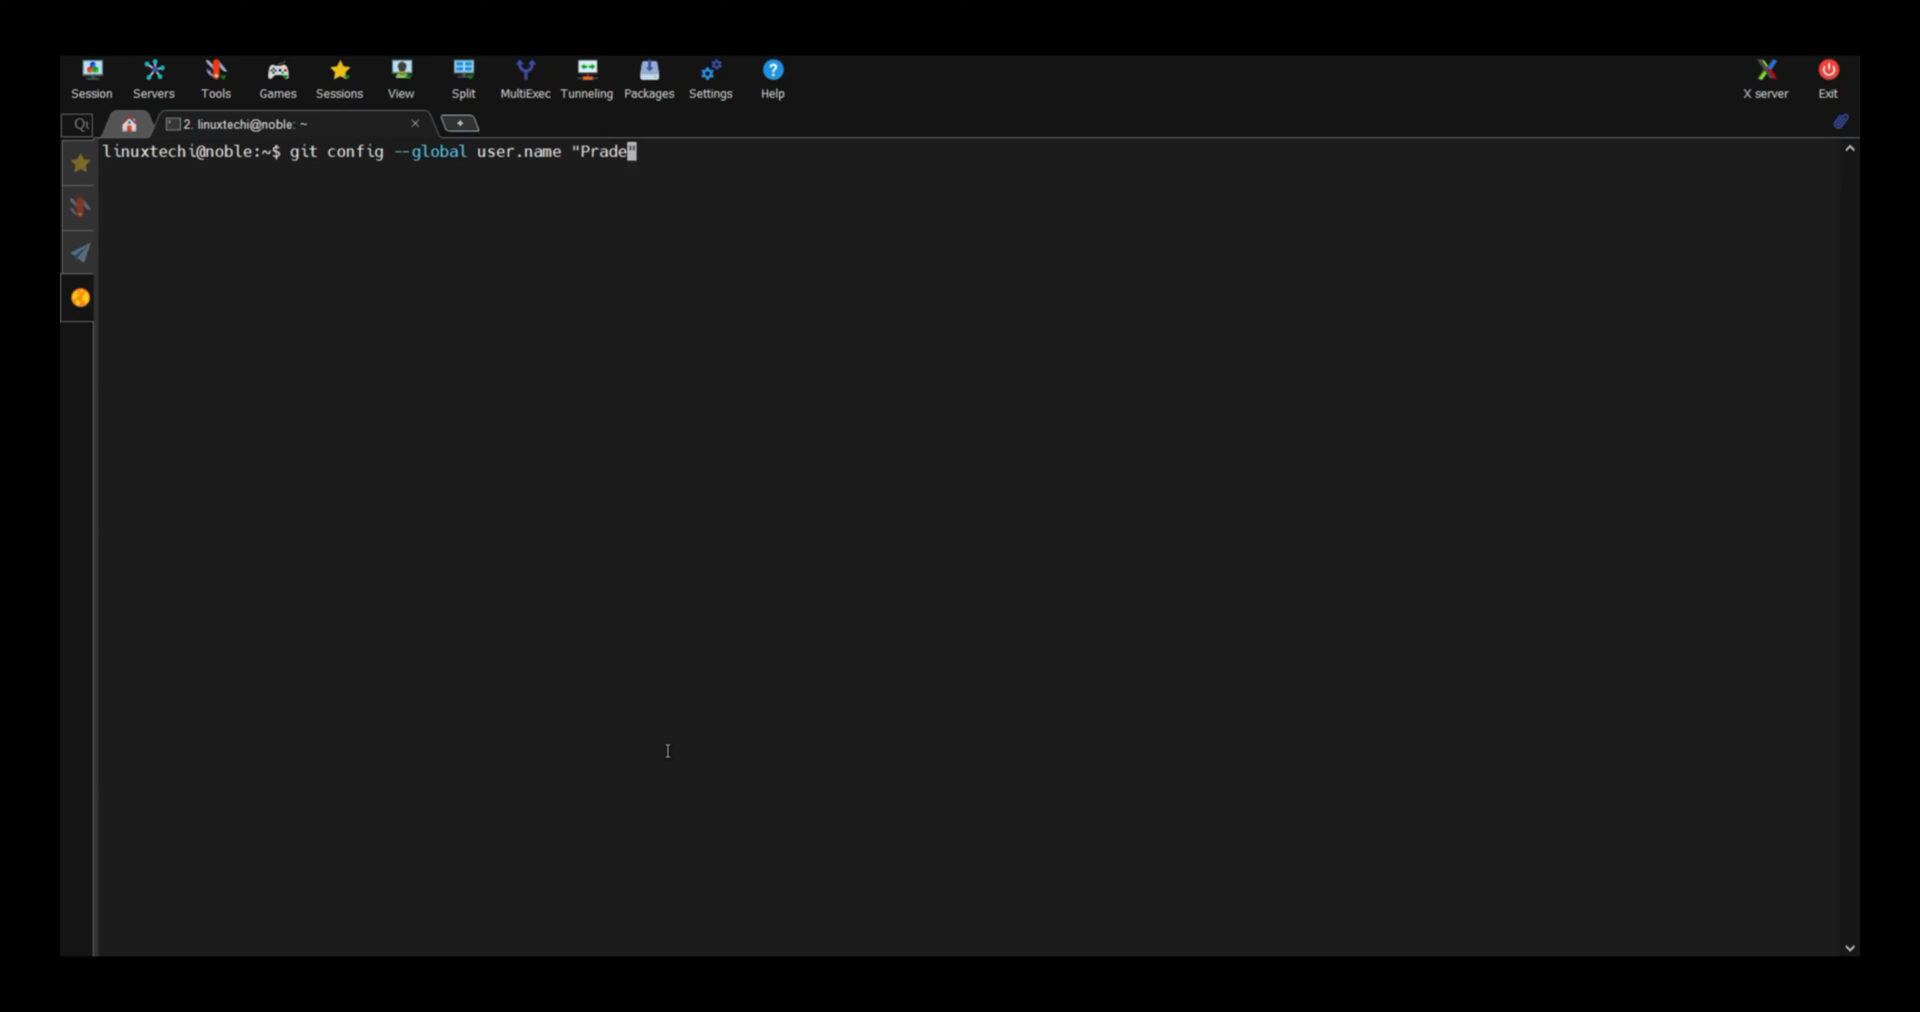 Session Servers Tools Games Sessions View Split MultiExec Tunneling Packages Settings Help X server Exit
2. linuxtechi@noble: ~
linuxtechi@noble:~$ git config --global user.name "Prade"